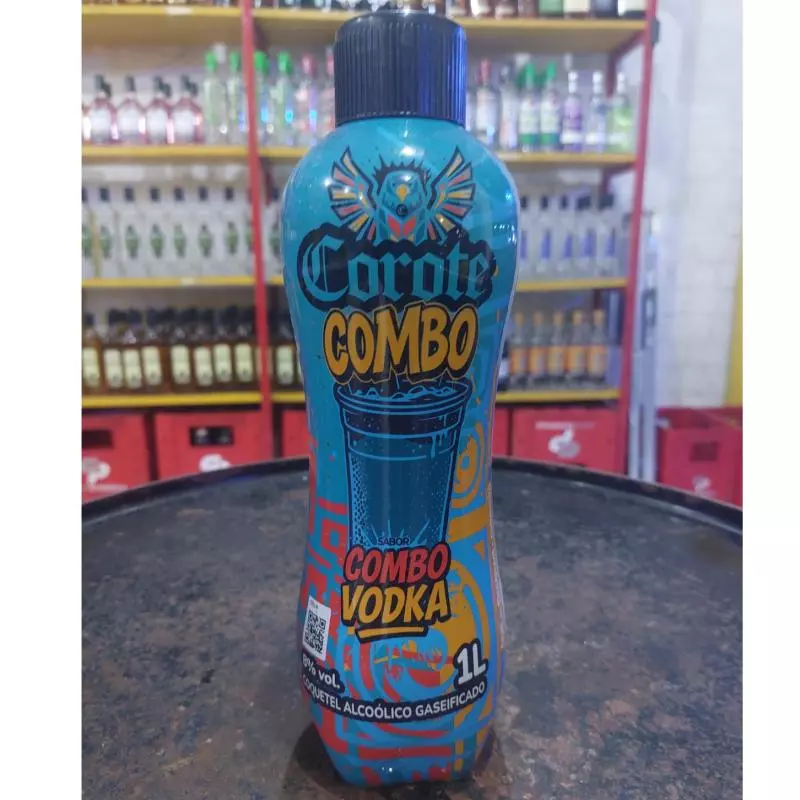 Corote
COMBO
SABOR
COMBO
VODKA
8% vol.
1L
COQUETEL ALCOÓLICO GASEIFICADO